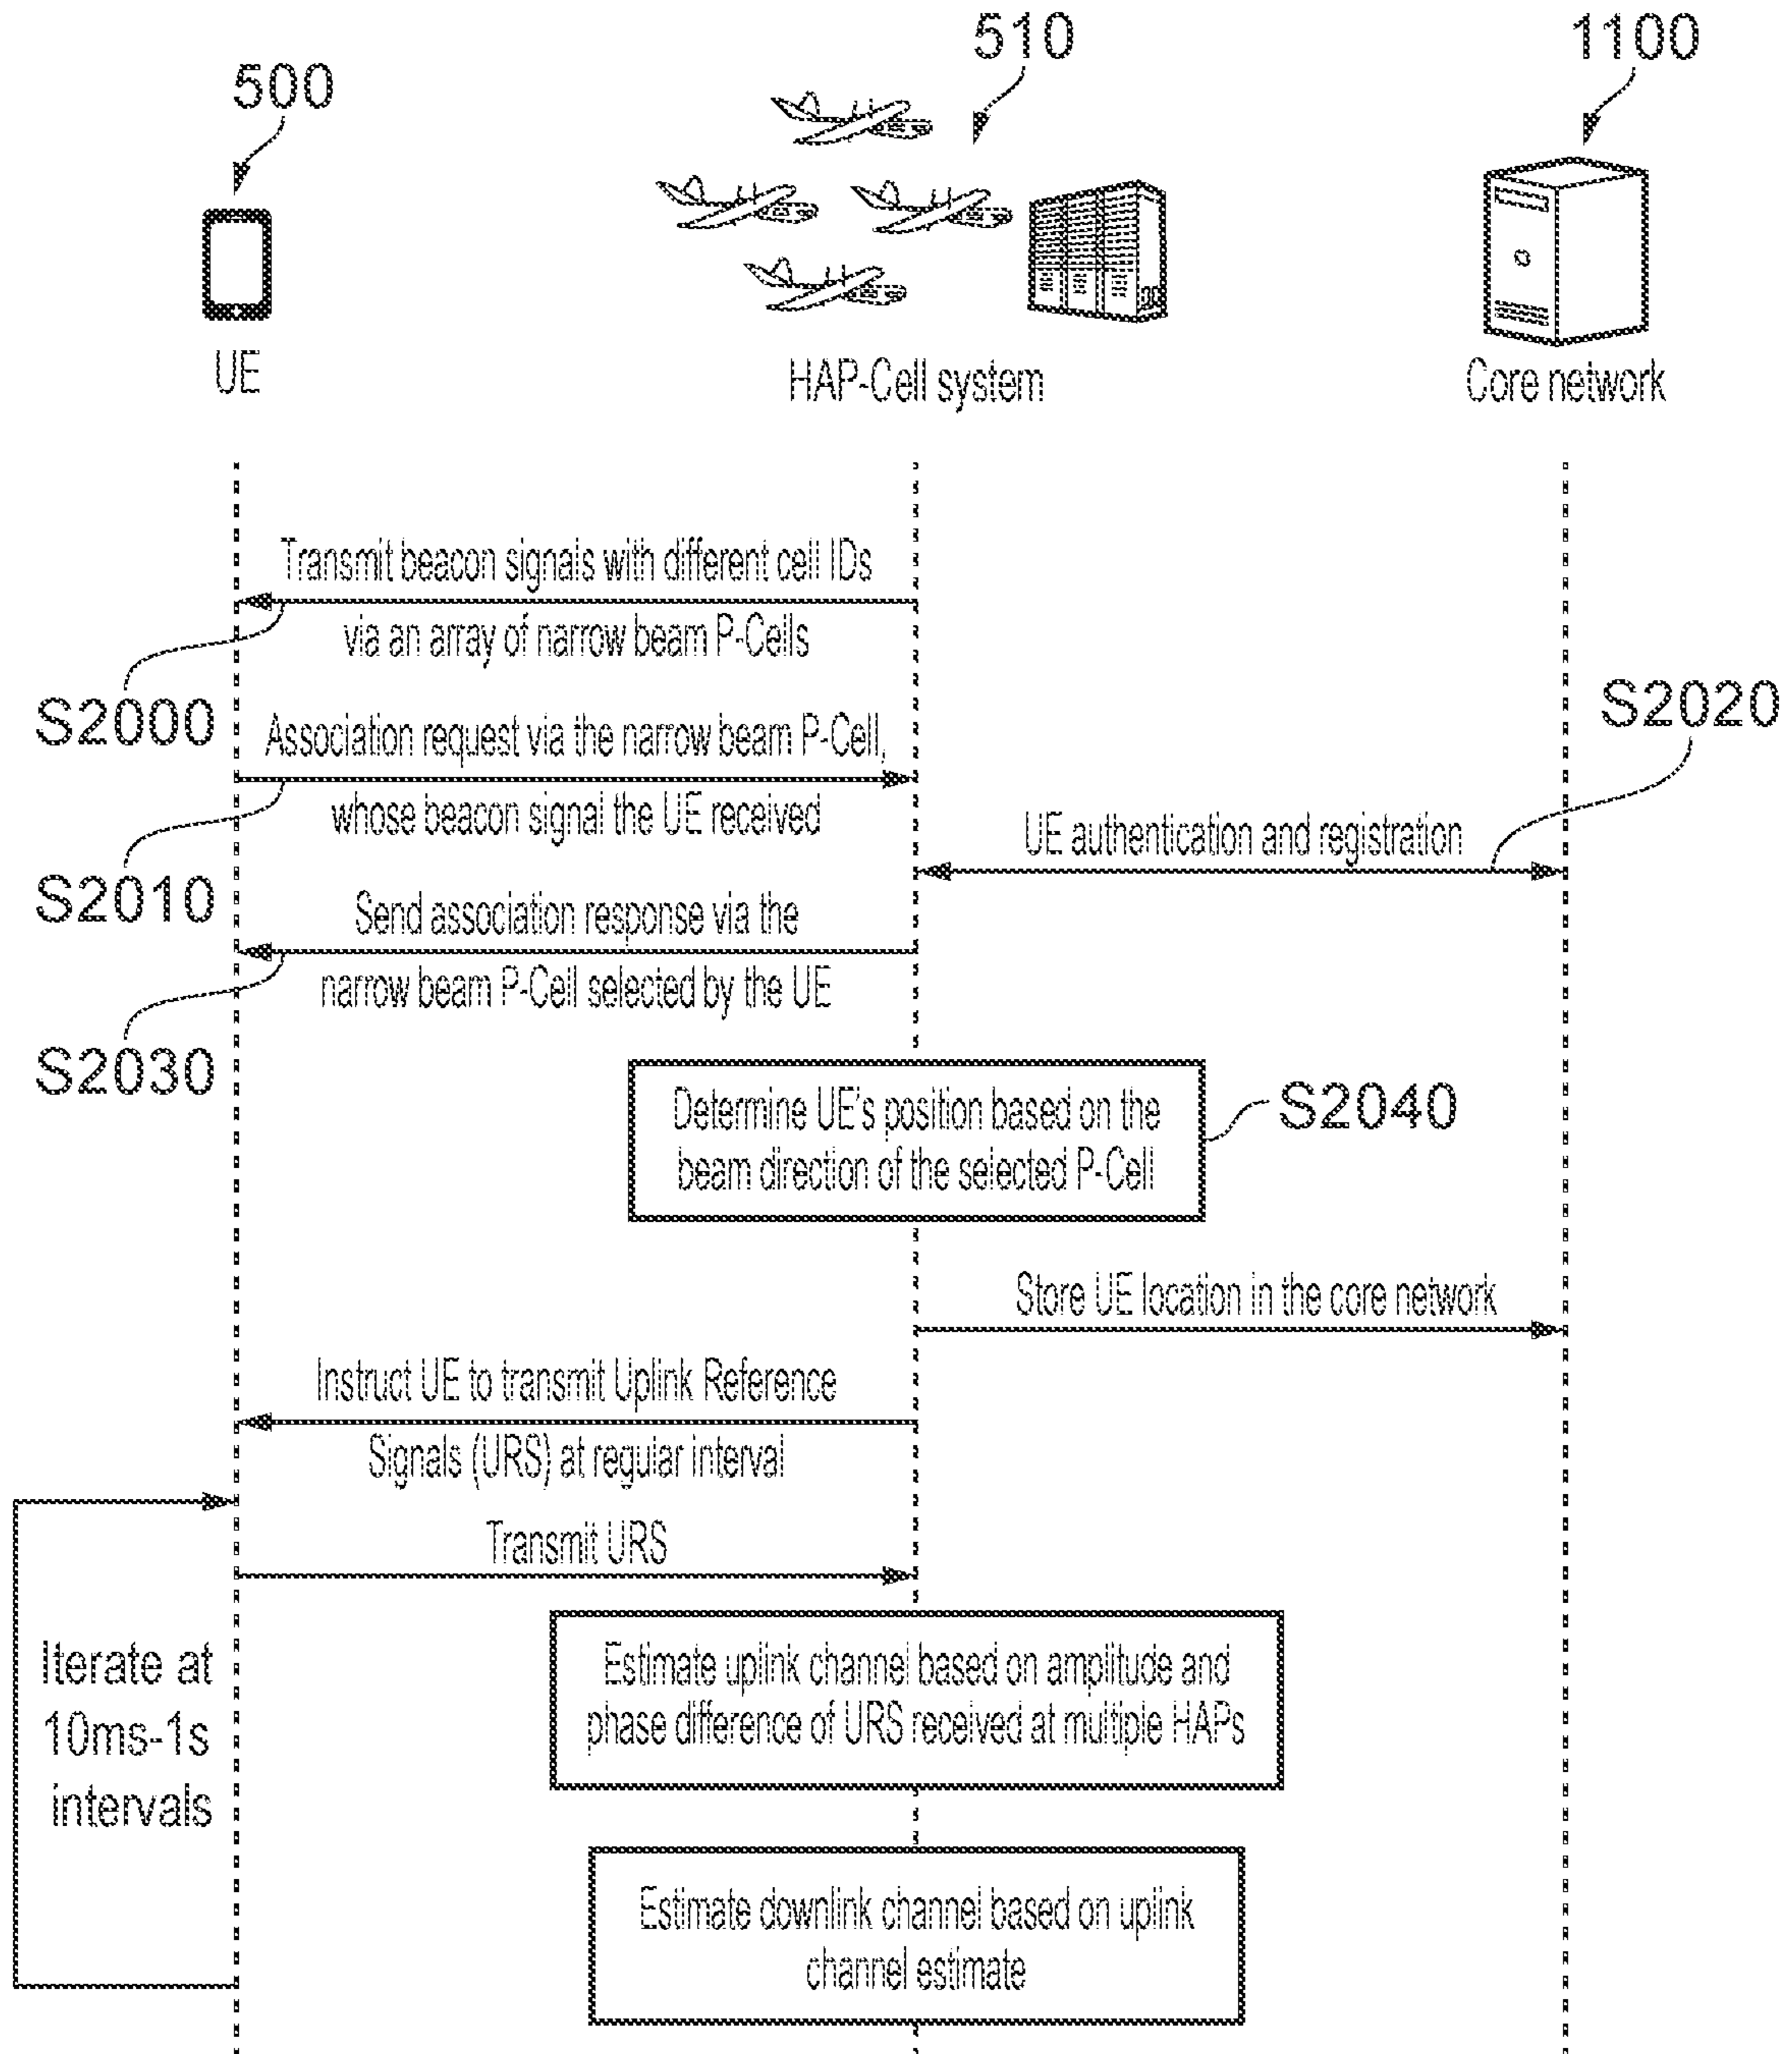 510
1100
500
UE
HAP-Cell system
Core network
Transmit beacon signals with different cell IDs
via an array of narrow beam P-Cells
S2000
S2020
Association request via the narrow beam P-Cell,
whose beacon signal the UE received
UE authentication and registration
S2010
Send association response via the
narrow beam P-Cell selected by the UE
S2030
Determine UE's position based on the
beam direction of the selected P-Cell
S2040
Store UE location in the core network
Instruct UE to transmit Uplink Reference
Signals (URS) at regular interval
Transmit URS
Iterate at
10ms-1s
intervals
Estimate uplink channel based on amplitude and
phase difference of URS received at multiple HAPs
Estimate downlink channel based on uplink
channel estimate